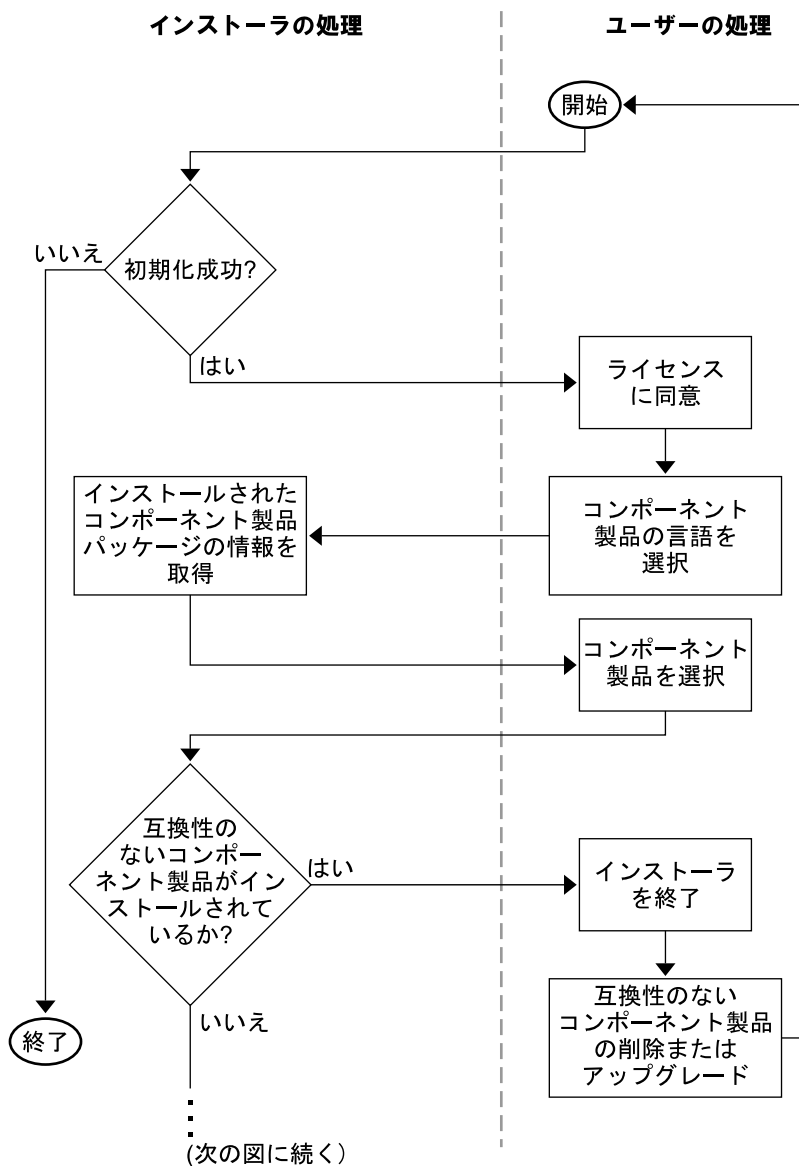 インストーラの処理
ユーザーの処理
開始
いいえ
初期化成功?
はい
ライセンス
に同意
コンポーネント
製品の言語を
選択
インストールされた
コンポーネント製品
パッケージの情報を
取得
コンポーネント
製品を選択
互換性の
ないコンポー
ネント製品がイン
ストールされて
いるか?
はい
インストーラ
を終了
互換性のない
コンポーネント製品
の削除または
アップグレード
いいえ
終了
(次の図に続く)